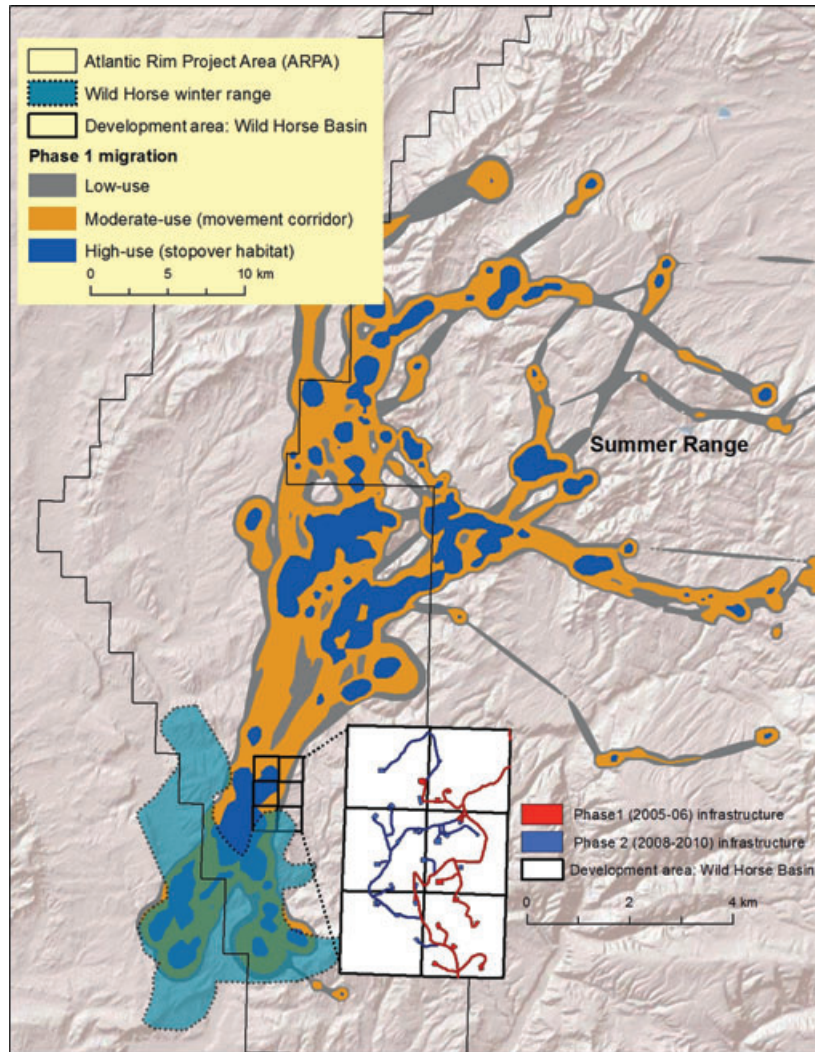 Atlantic Rim Project Area (ARPA)
Wild Horse winter range
Development area: Wild Horse Basin
Phase 1 migration
Low-use
Moderate-use (movement corridor)
High-use (stopover habitat)
0 5 10 km
Summer Range
Phase1 (2005-06) infrastructure
Phase 2 (2008-2010) infrastructure
Development area: Wild Horse Basin
0 2 4 km